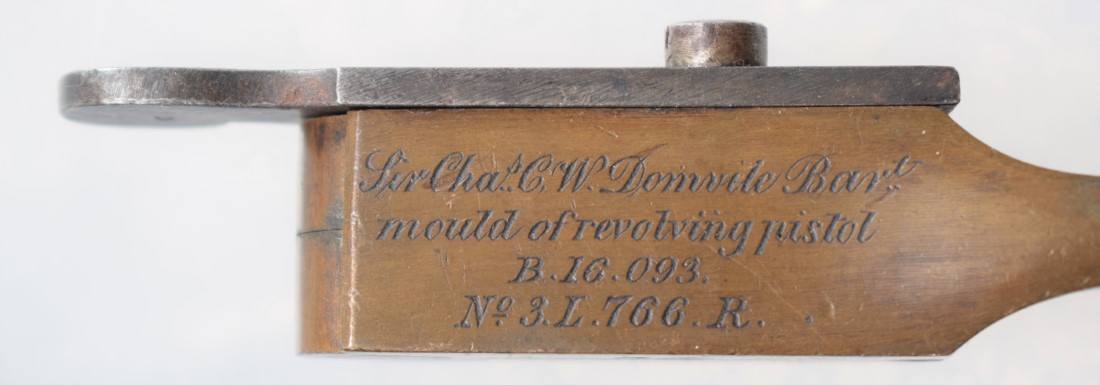 Sir Chas. C. W. Domvile Bart.
mould of revolving pistol
B.16.093.
No 3.L.766.R.